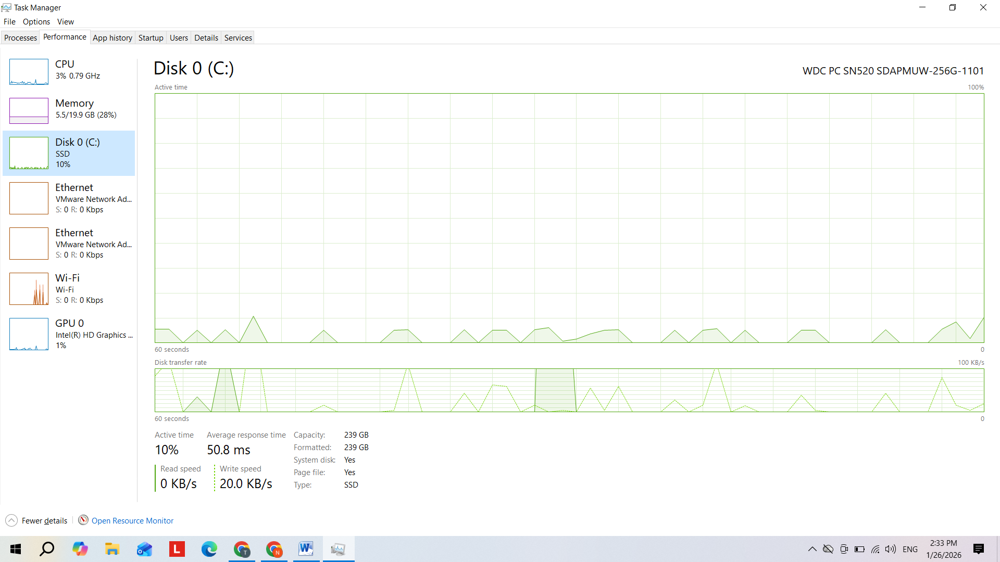 Task Manager
File Options View
Processes Performance App history Startup Users Details Services
CPU
3% 0.79 GHz
Memory
5.5/19.9 GB (28%)
Disk 0 (C:)
SSD
10%
Ethernet
VMware Network Ad...
S: 0 R: 0 Kbps
Ethernet
VMware Network Ad...
S: 0 R: 0 Kbps
Wi-Fi
Wi-Fi
S: 0 R: 0 Kbps
GPU 0
Intel(R) HD Graphics ...
1%
Disk 0 (C:)
WDC PC SN520 SDAPMUW-256G-1101
Active time 100%
60 seconds 0
Disk transfer rate 100 KB/s
60 seconds 0
Active time
10%
Average response time
50.8 ms
Read speed
0 KB/s
Write speed
20.0 KB/s
Capacity: 239 GB
Formatted: 239 GB
System disk: Yes
Page file: Yes
Type: SSD
Fewer details
Open Resource Monitor
L
T
N
W
ENG
2:33 PM
1/26/2026